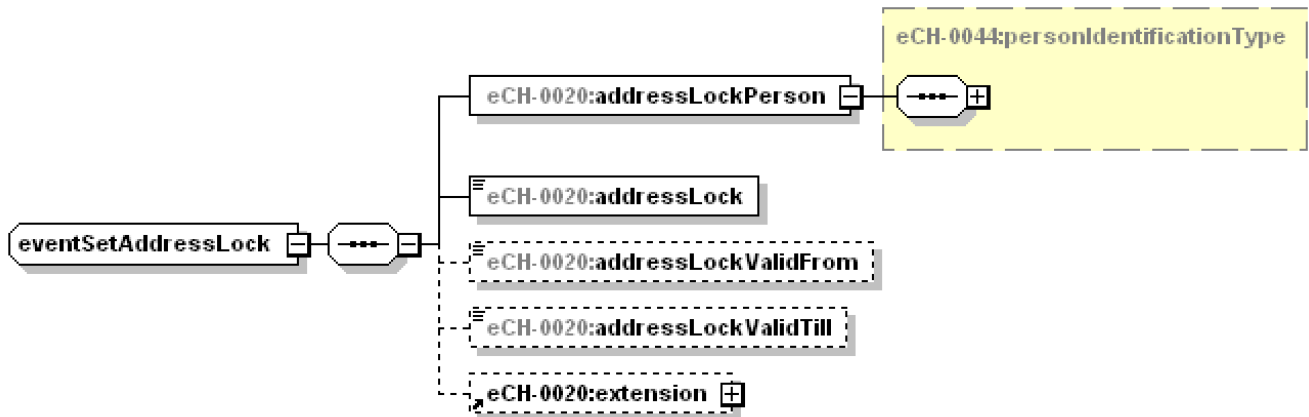 eCH-0044:personIdentificationType
eCH-0020:addressLockPerson
eCH-0020:addressLock
eventSetAddressLock
eCH-0020:addressLockValidFrom
eCH-0020:addressLockValidTill
eCH-0020:extension